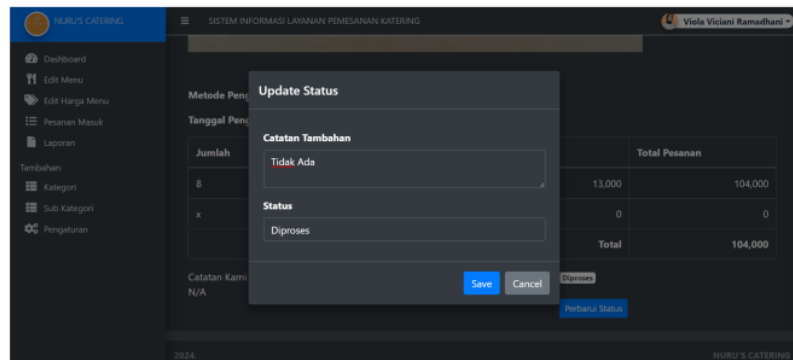 NURU'S CATERING
SISTEM INFORMASI LAYANAN PEMESANAN KATERING
Viola Viciani Ramadhani
Dashboard
Edit Menu
Edit Harga Menu
Pesanan Masuk
Laporan
Tambahan
Kategori
Sub Kategori
Pengaturan
Metode Peng
Tanggal Peng
Update Status
Catatan Tambahan
Tidak Ada
Status
Diproses
Save Cancel
Jumlah Total Pesanan
8 13,000 104,000
x 0 0
Total 104,000
Catatan Kami Diproses
N/A
Perbarui Status
2024. NURU'S CATERING